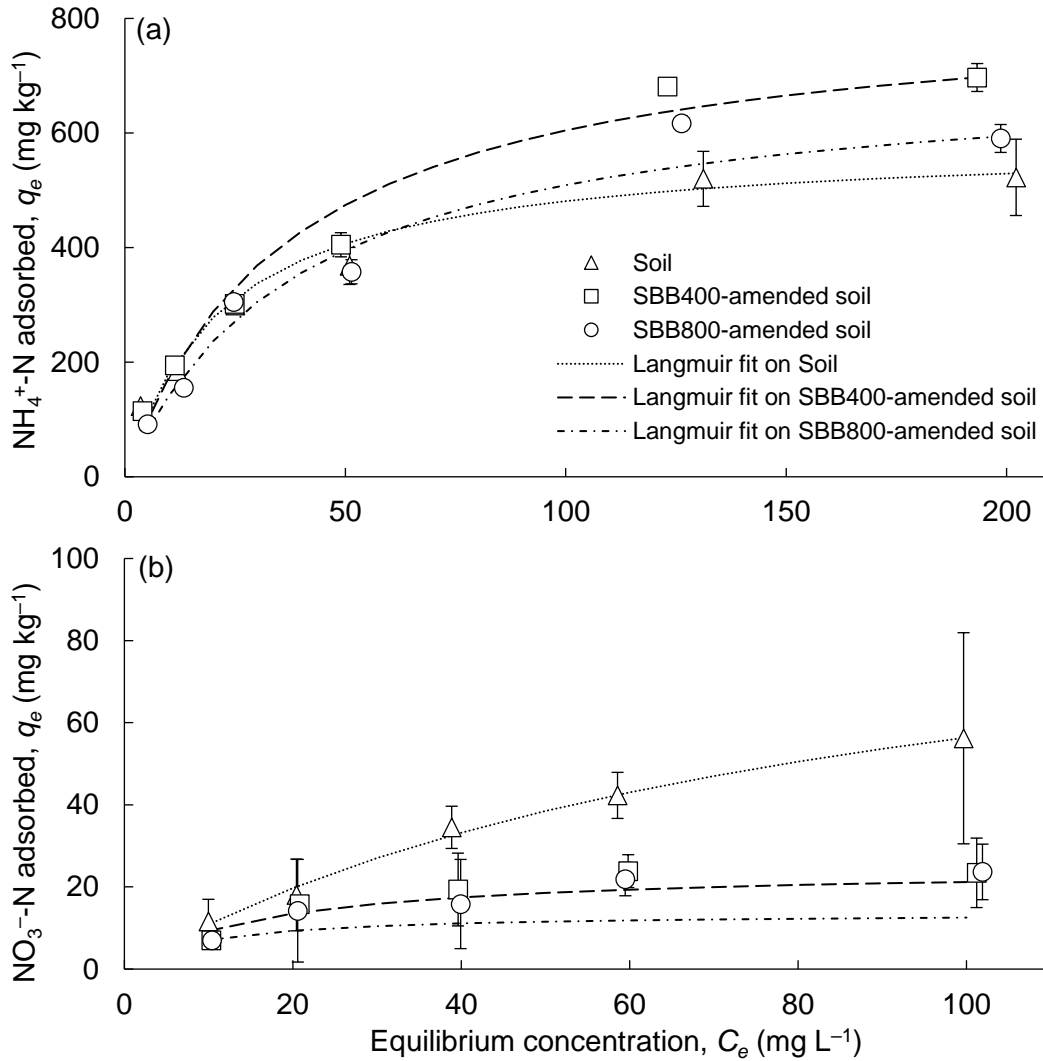 (a)
NH₄⁺-N adsorbed, qₑ (mg kg⁻¹)
800
600
400
200
0
0 50 100 150 200
Soil
SBB400-amended soil
SBB800-amended soil
Langmuir fit on Soil
Langmuir fit on SBB400-amended soil
Langmuir fit on SBB800-amended soil
(b)
NO₃⁻-N adsorbed, qₑ (mg kg⁻¹)
100
80
60
40
20
0
0 20 40 60 80 100
Equilibrium concentration, Cₑ (mg L⁻¹)